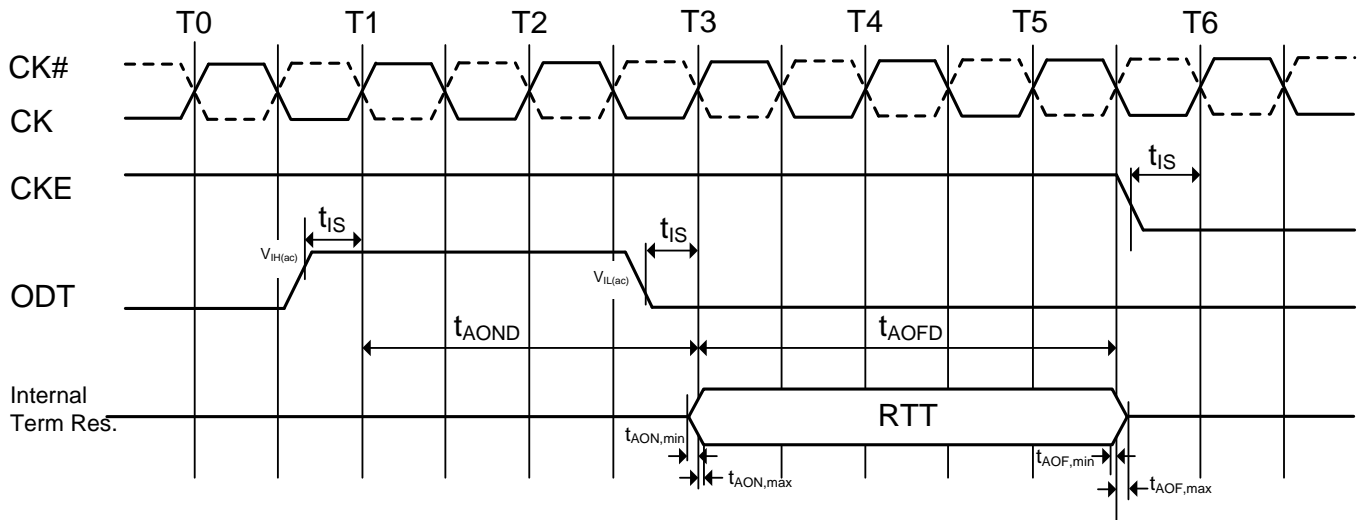 T0 T1 T2 T3 T4 T5 T6
CK#
CK
CKE
tIS
tIS
tIS
VIH(ac)
VIL(ac)
ODT
tAOND
tAOFD
Internal
Term Res.
RTT
tAON,min
tAOF,min
tAON,max
tAOF,max